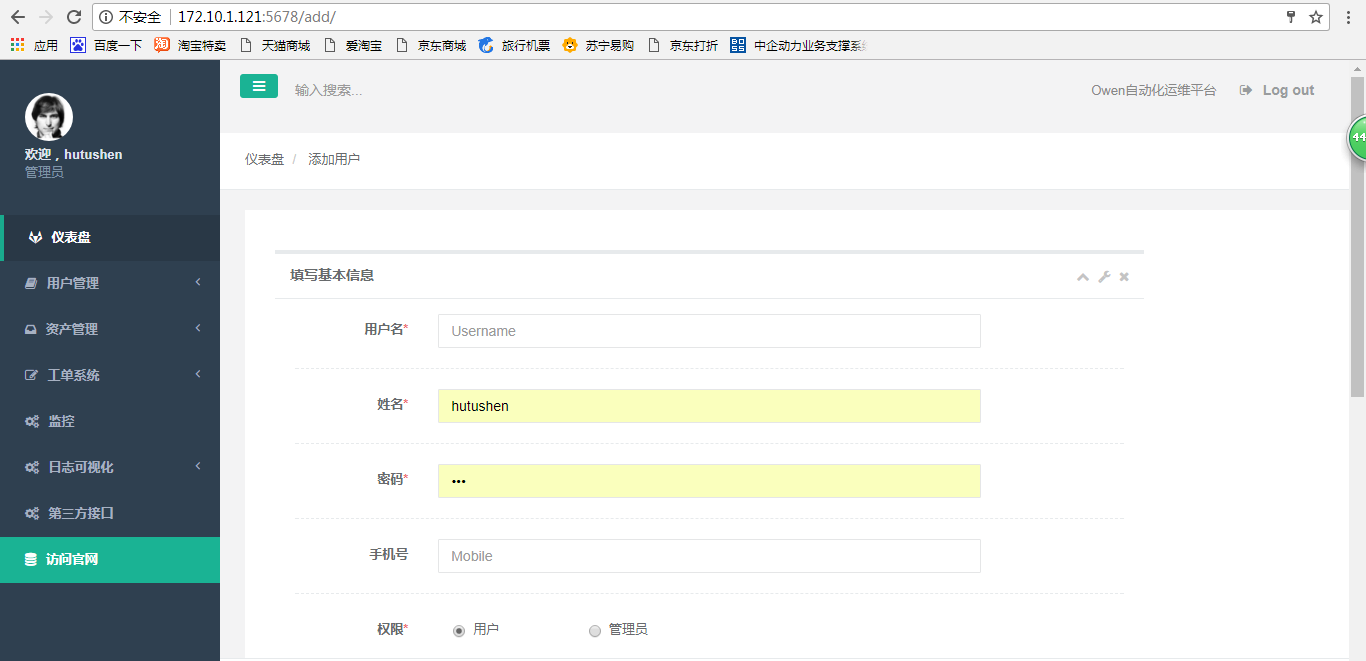 不安全 172.10.1.121:5678/add/
应用 百度一下 淘宝特卖 天猫商城 爱淘宝 京东商城 旅行机票 苏宁易购 京东打折 中企动力业务支撑系
输入搜索... Owen自动化运维平台 Log out
欢迎，hutushen
管理员
仪表盘 / 添加用户
44
仪表盘
用户管理
资产管理
工单系统
监控
日志可视化
第三方接口
访问官网
填写基本信息
用户名* Username
姓名* hutushen
密码* •••
手机号 Mobile
权限* 用户 管理员